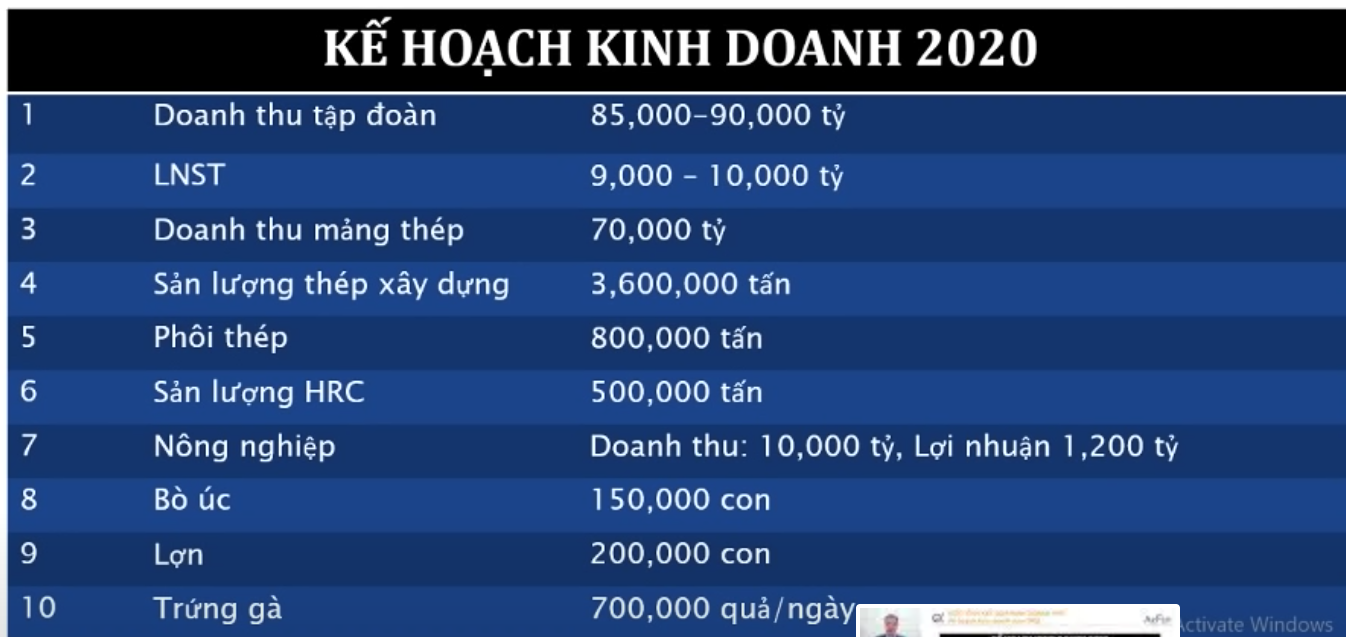 KẾ HOẠCH KINH DOANH 2020
1 Doanh thu tập đoàn 85,000-90,000 tỷ
2 LNST 9,000 - 10,000 tỷ
3 Doanh thu mảng thép 70,000 tỷ
4 Sản lượng thép xây dựng 3,600,000 tấn
5 Phôi thép 800,000 tấn
6 Sản lượng HRC 500,000 tấn
7 Nông nghiệp Doanh thu: 10,000 tỷ, Lợi nhuận 1,200 tỷ
8 Bò úc 150,000 con
9 Lợn 200,000 con
10 Trứng gà 700,000 quả/ngày
Activate Windows